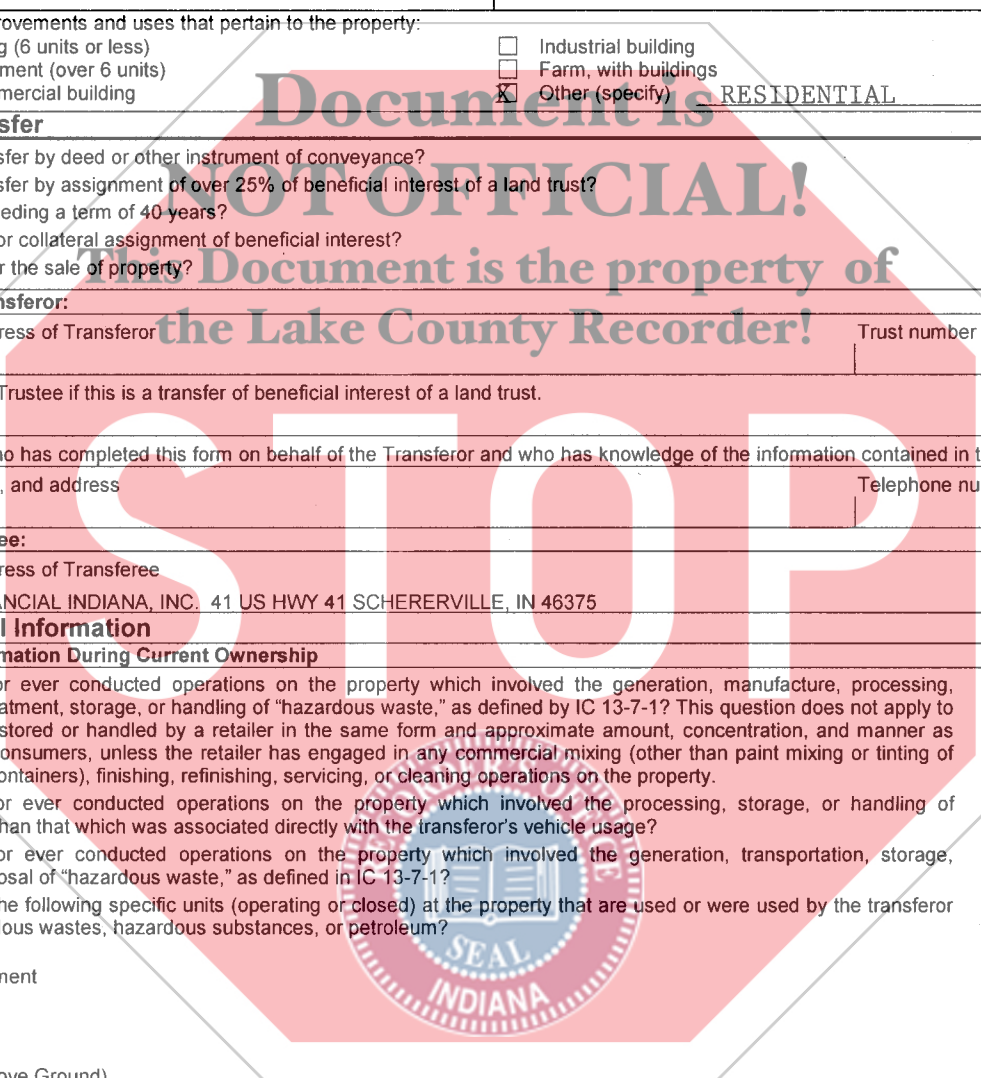 rovements and uses that pertain to the property:
g (6 units or less)
ment (over 6 units)
mercial building
Industrial building
Farm, with buildings
X Other (specify) RESIDENTIAL
Document is
NOT OFFICIAL!
This Document is the property of
the Lake County Recorder!
STOP
sfer
sfer by deed or other instrument of conveyance?
sfer by assignment of over 25% of beneficial interest of a land trust?
eeding a term of 40 years?
or collateral assignment of beneficial interest?
r the sale of property?
nsferor:
ress of Transferor
Trust number
Trustee if this is a transfer of beneficial interest of a land trust.
o has completed this form on behalf of the Transferor and who has knowledge of the information contained in t
, and address
Telephone nu
ee:
ress of Transferee
ANCIAL INDIANA, INC. 41 US HWY 41 SCHERERVILLE, IN 46375
l Information
mation During Current Ownership
or ever conducted operations on the property which involved the generation, manufacture, processing,
atment, storage, or handling of “hazardous waste,” as defined by IC 13-7-1? This question does not apply to
stored or handled by a retailer in the same form and approximate amount, concentration, and manner as
onsumers, unless the retailer has engaged in any commercial mixing (other than paint mixing or tinting of
ontainers), finishing, refinishing, servicing, or cleaning operations on the property.
or ever conducted operations on the property which involved the processing, storage, or handling of
han that which was associated directly with the transferor's vehicle usage?
or ever conducted operations on the property which involved the generation, transportation, storage,
osal of “hazardous waste,” as defined in IC 13-7-1?
he following specific units (operating or closed) at the property that are used or were used by the transferor
lous wastes, hazardous substances, or petroleum?
RECORDER'S OFFICE
SEAL
INDIANA
ment
ove Ground)